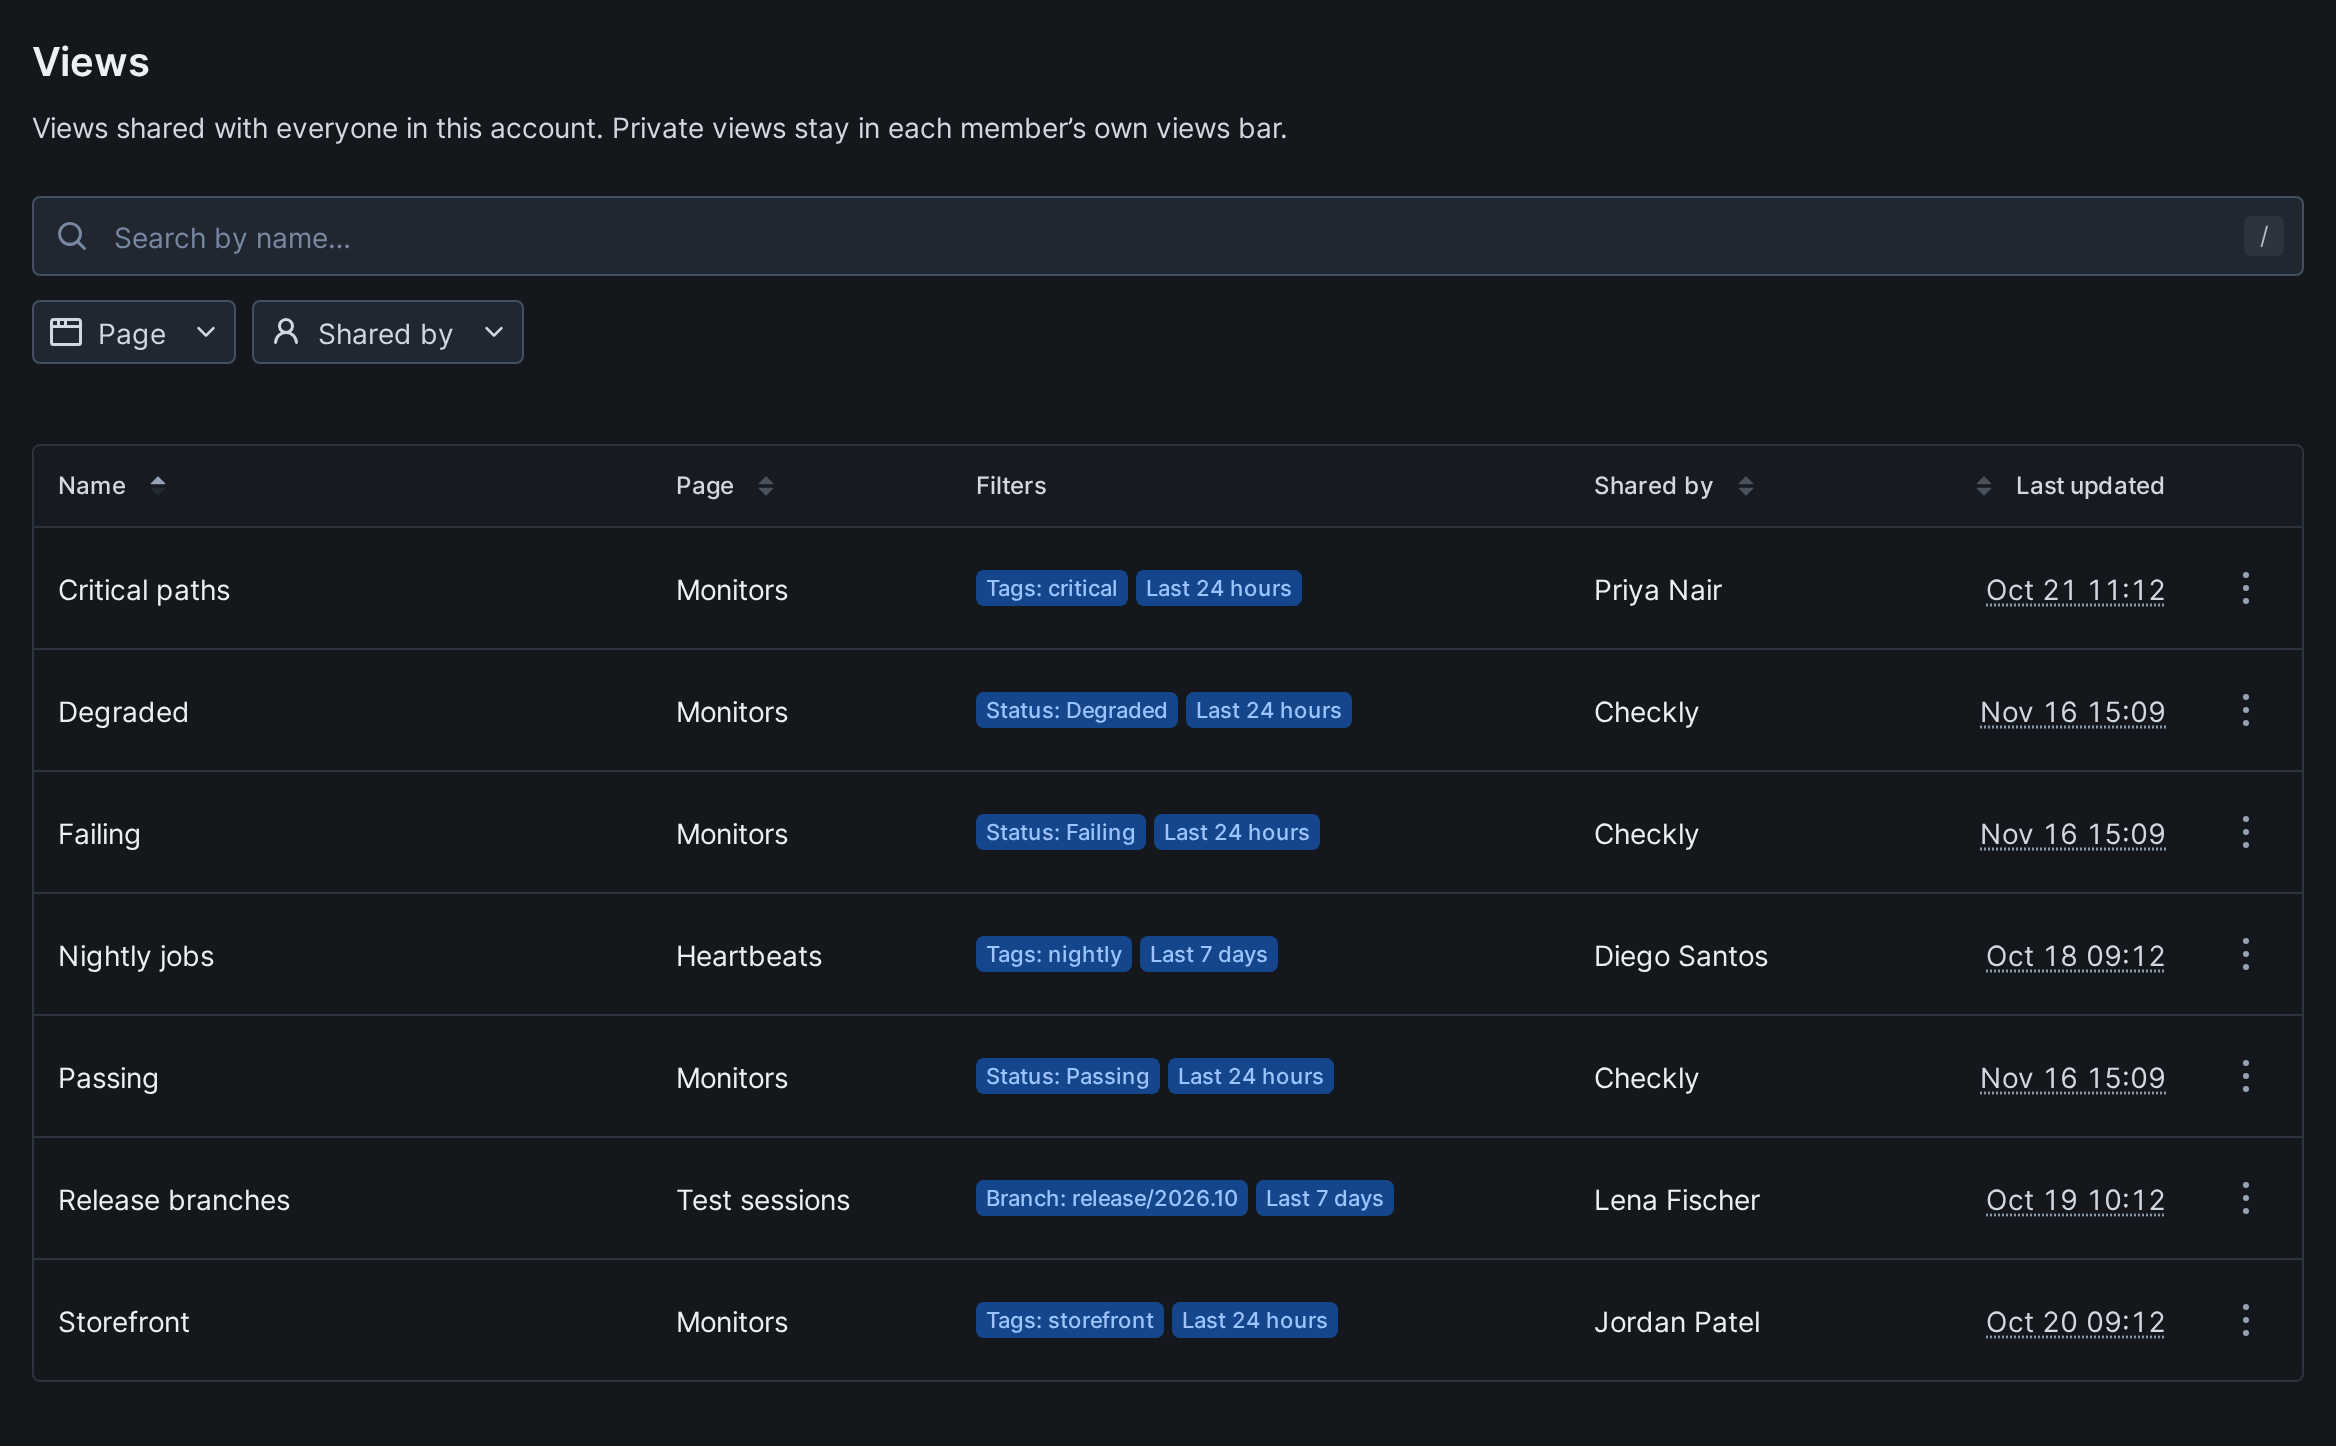 Views
Views shared with everyone in this account. Private views stay in each member’s own views bar.
Search by name...
/
Page
Shared by
Name Page Filters Shared by Last updated
Critical paths Monitors Tags: critical Last 24 hours Priya Nair Oct 21 11:12
Degraded Monitors Status: Degraded Last 24 hours Checkly Nov 16 15:09
Failing Monitors Status: Failing Last 24 hours Checkly Nov 16 15:09
Nightly jobs Heartbeats Tags: nightly Last 7 days Diego Santos Oct 18 09:12
Passing Monitors Status: Passing Last 24 hours Checkly Nov 16 15:09
Release branches Test sessions Branch: release/2026.10 Last 7 days Lena Fischer Oct 19 10:12
Storefront Monitors Tags: storefront Last 24 hours Jordan Patel Oct 20 09:12